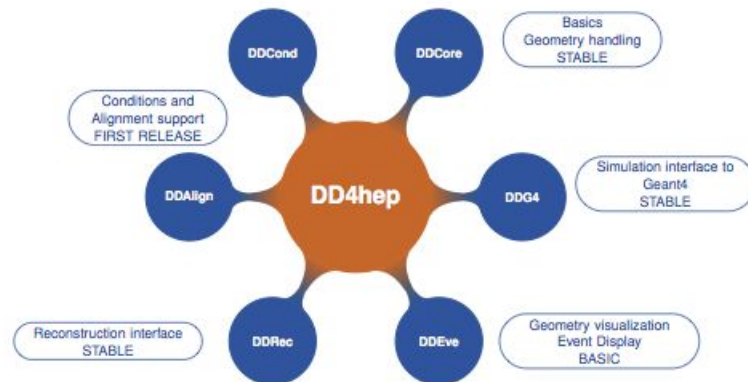 DDCond
DDCore
Basics
Geometry handling
STABLE
Conditions and
Alignment support
FIRST RELEASE
DDAlign
DD4hep
DDG4
Simulation interface to
Geant4
STABLE
Reconstruction interface
STABLE
DDRec
DDEve
Geometry visualization
Event Display
BASIC